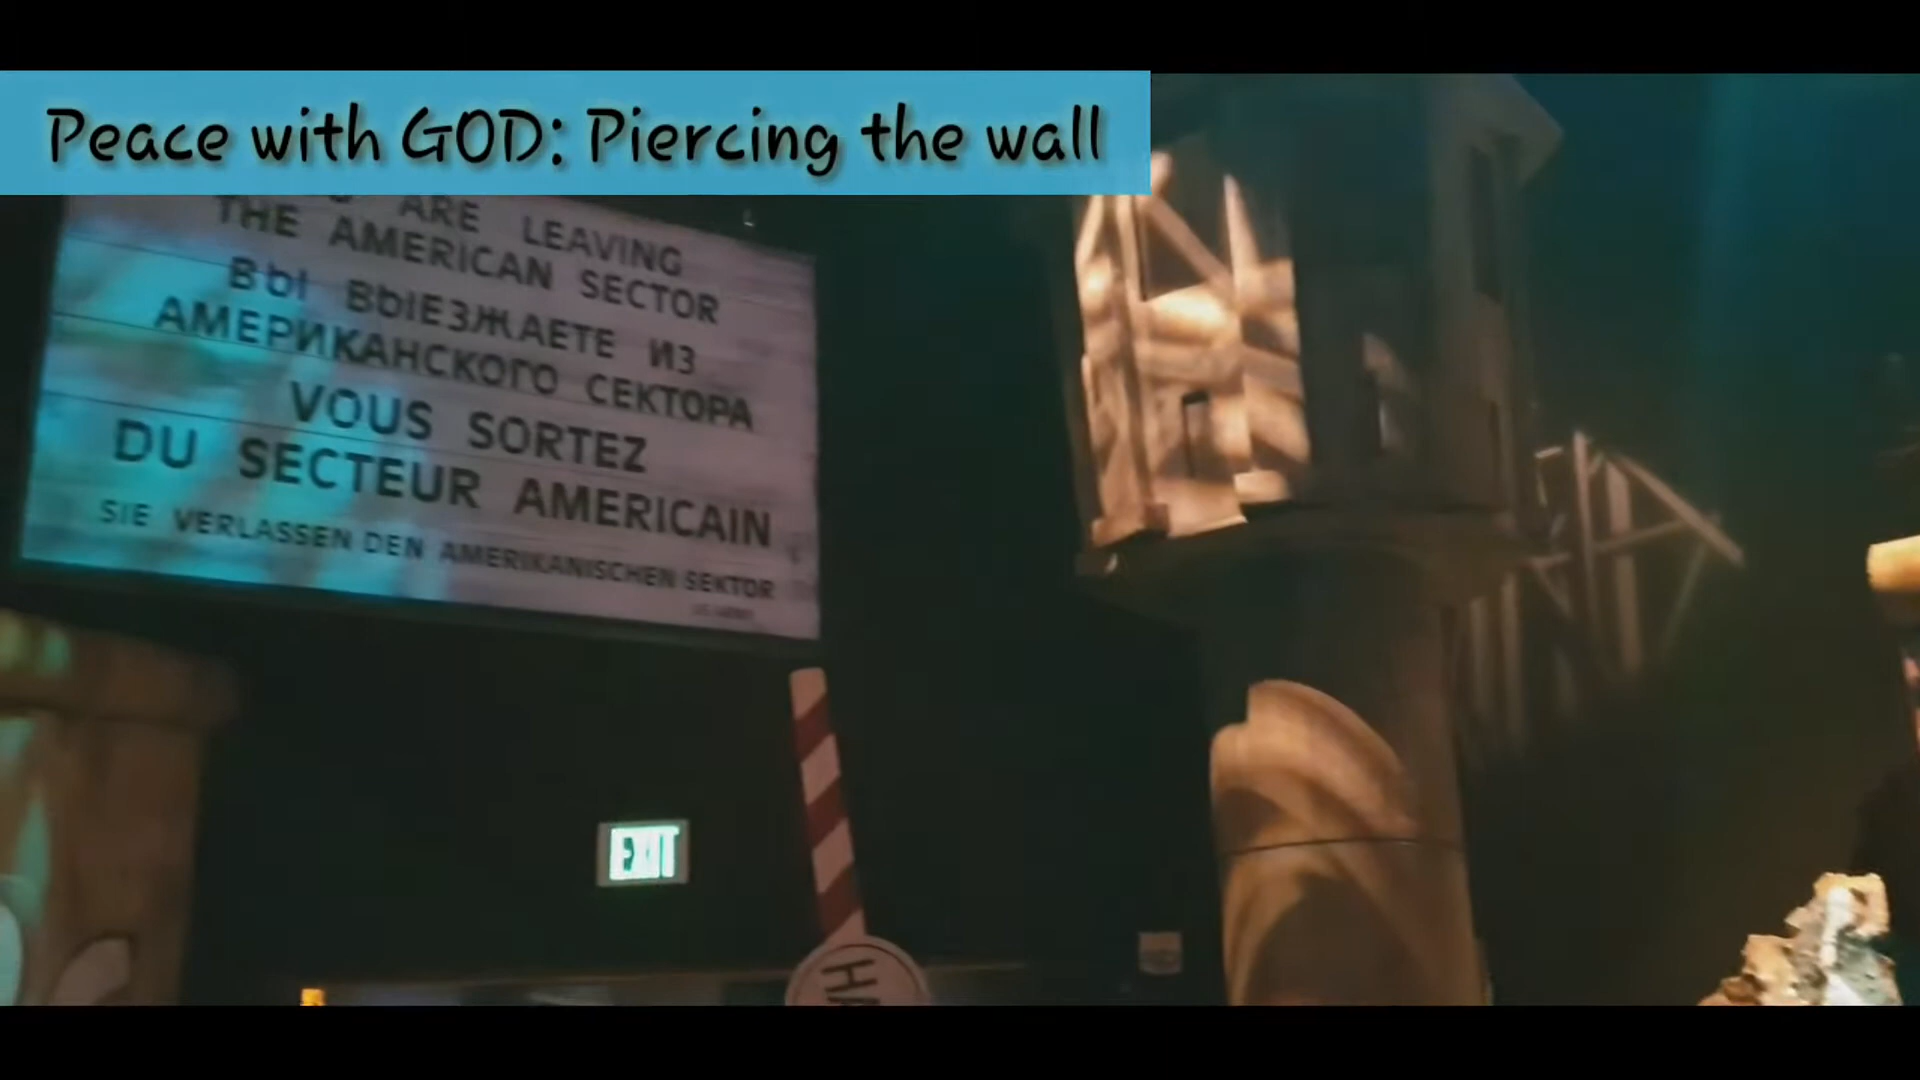 Peace with GOD: Piercing the wall
ARE LEAVING
THE AMERICAN SECTOR
ВЫ ВЫЕЗЖАЕТЕ ИЗ
АМЕРИКАНСКОГО СЕКТОРА
VOUS SORTEZ
DU SECTEUR AMERICAIN
SIE VERLASSEN DEN AMERIKANISCHEN SEKTOR
EXIT